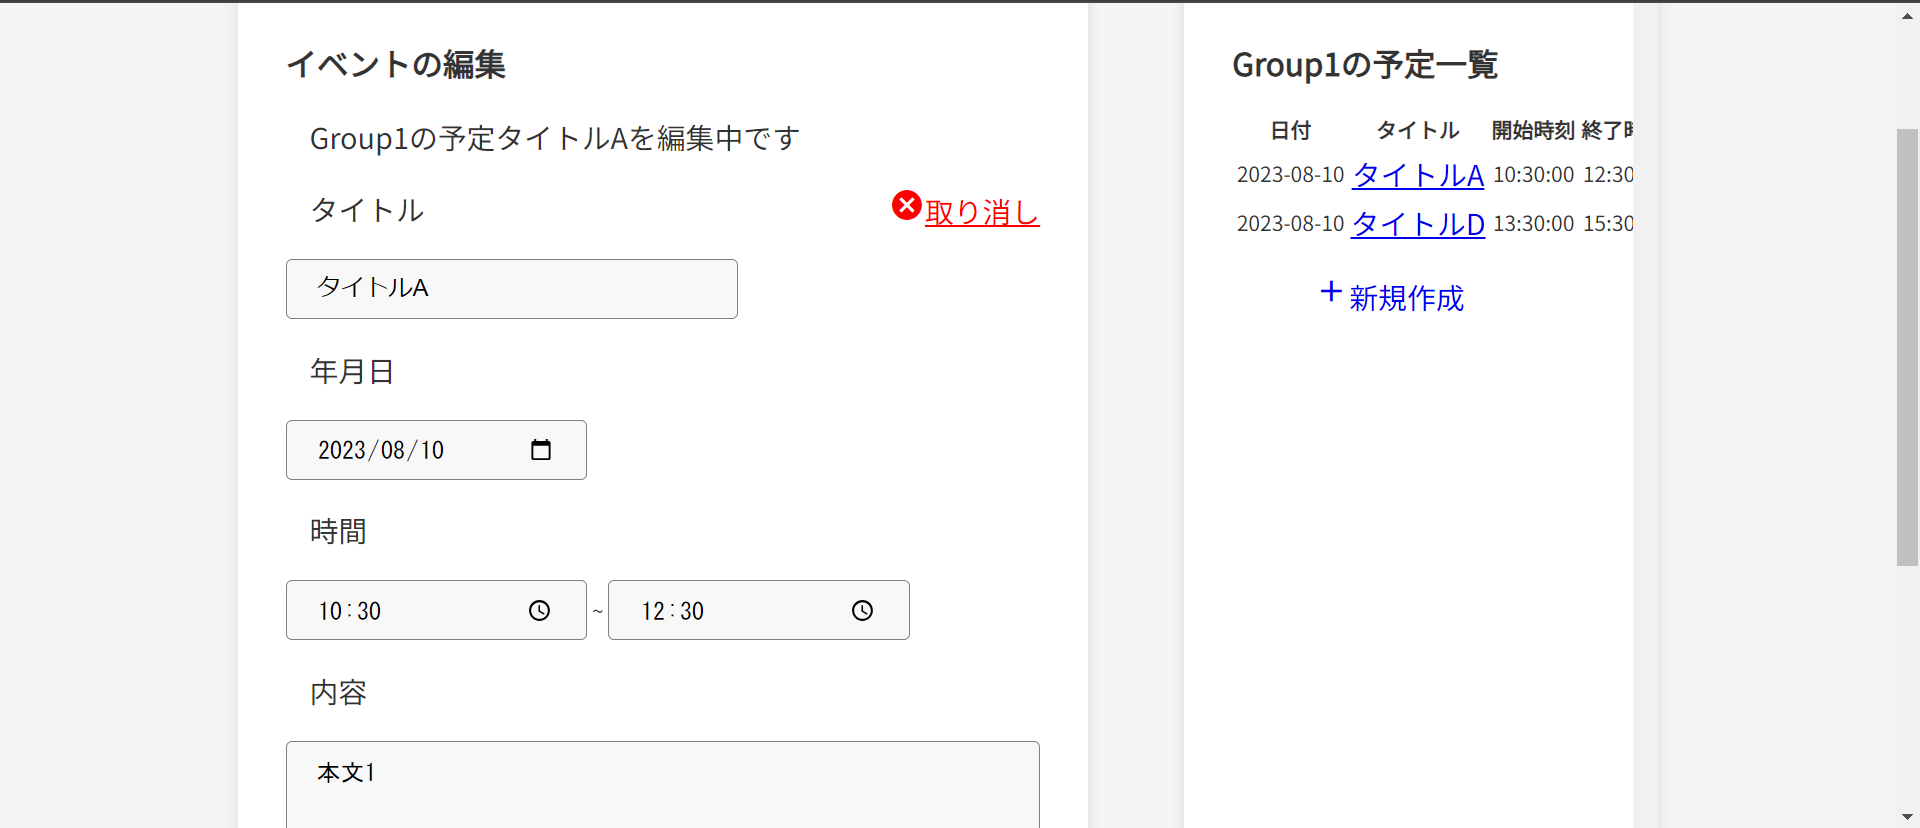 イベントの編集
Group1の予定タイトルAを編集中です
タイトル
取り消し
タイトルA
年月日
2023/08/10
時間
10:30 ~ 12:30
内容
本文1
Group1の予定一覧
日付 タイトル 開始時刻 終了時
2023-08-10 タイトルA 10:30:00 12:30
2023-08-10 タイトルD 13:30:00 15:30
+ 新規作成